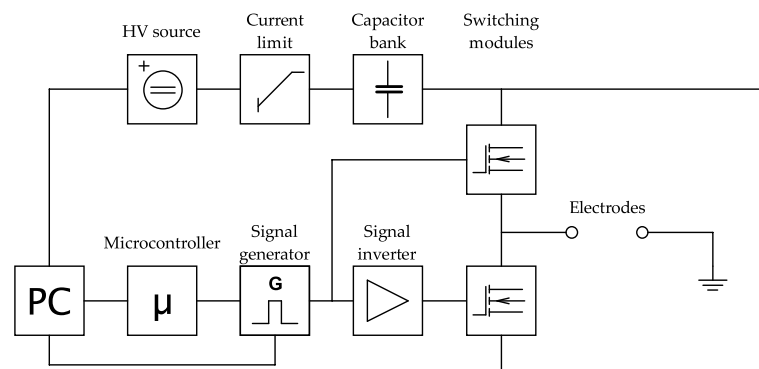 HV source
Current
limit
Capacitor
bank
Switching
modules
+
Electrodes
Microcontroller
Signal
generator
Signal
inverter
PC
μ
G